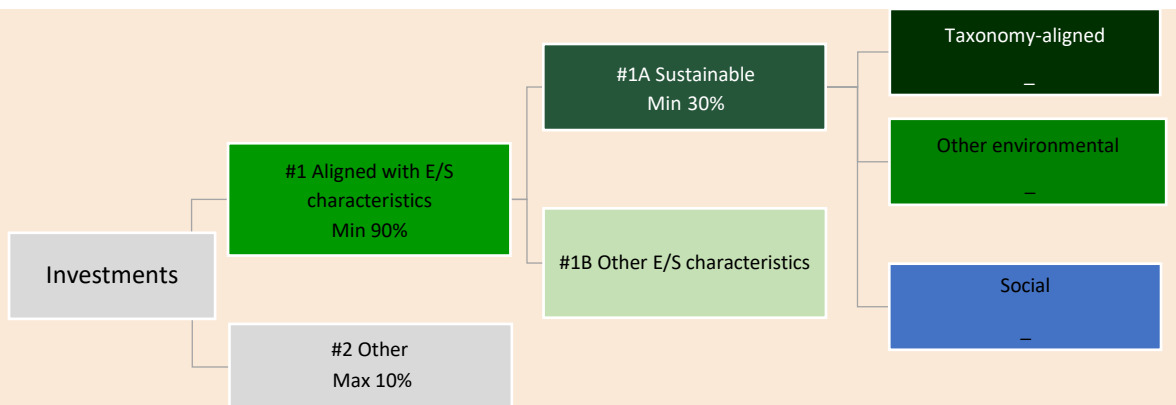 Investments
#1 Aligned with E/S
characteristics
Min 90%
#2 Other
Max 10%
#1A Sustainable
Min 30%
#1B Other E/S characteristics
Taxonomy-aligned
_
Other environmental
_
Social
_